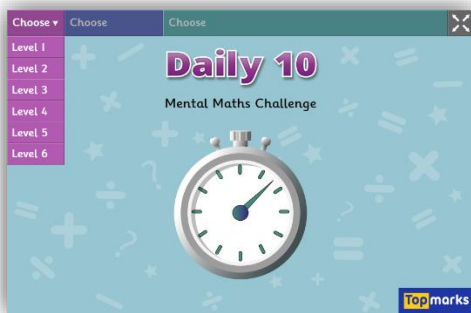 Choose ▾ Choose Choose
Level 1
Level 2
Level 3
Level 4
Level 5
Level 6
Daily 10
Mental Maths Challenge
Topmarks